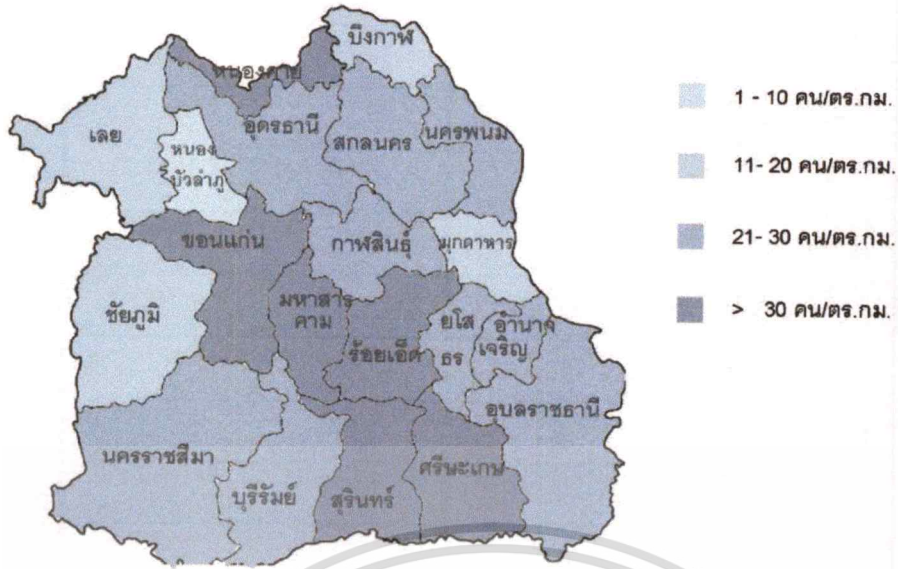 บึงกาฬ
หนองคาย
เลย
อุดรธานี
สกลนคร
นครพนม
หนอง
บัวลำภู
ขอนแก่น
กาฬสินธุ์
มุกดาหาร
ชัยภูมิ
มหาสาร
คาม
ร้อยเอ็ด
ยโส
ธร
อำนาจ
เจริญ
อุบลราชธานี
นครราชสีมา
บุรีรัมย์
สุรินทร์
ศรีษะเกษ
1 - 10 คน/ตร.กม.
11- 20 คน/ตร.กม.
21- 30 คน/ตร.กม.
> 30 คน/ตร.กม.